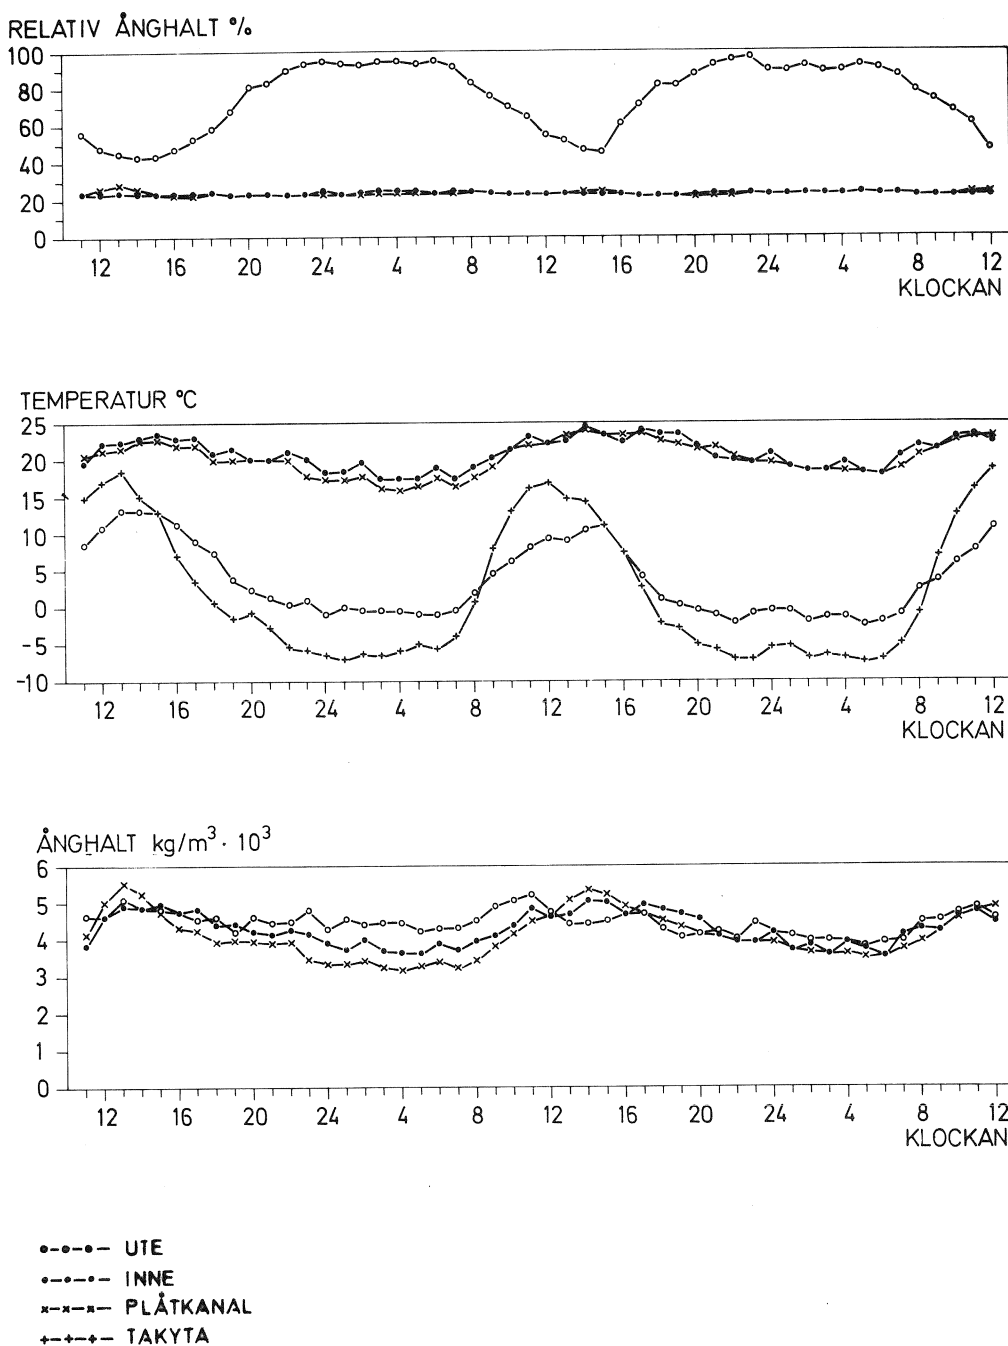 RELATIV ÅNGHALT %
100
80
60
40
20
0
12 16 20 24 4 8 12 16 20 24 4 8 12
KLOCKAN
TEMPERATUR °C
25
20
15
10
5
0
-5
-10
12 16 20 24 4 8 12 16 20 24 4 8 12
KLOCKAN
ÅNGHALT kg/m³ · 10³
6
5
4
3
2
1
0
12 16 20 24 4 8 12 16 20 24 4 8 12
KLOCKAN
UTE
INNE
PLÅTKANAL
TAKYTA